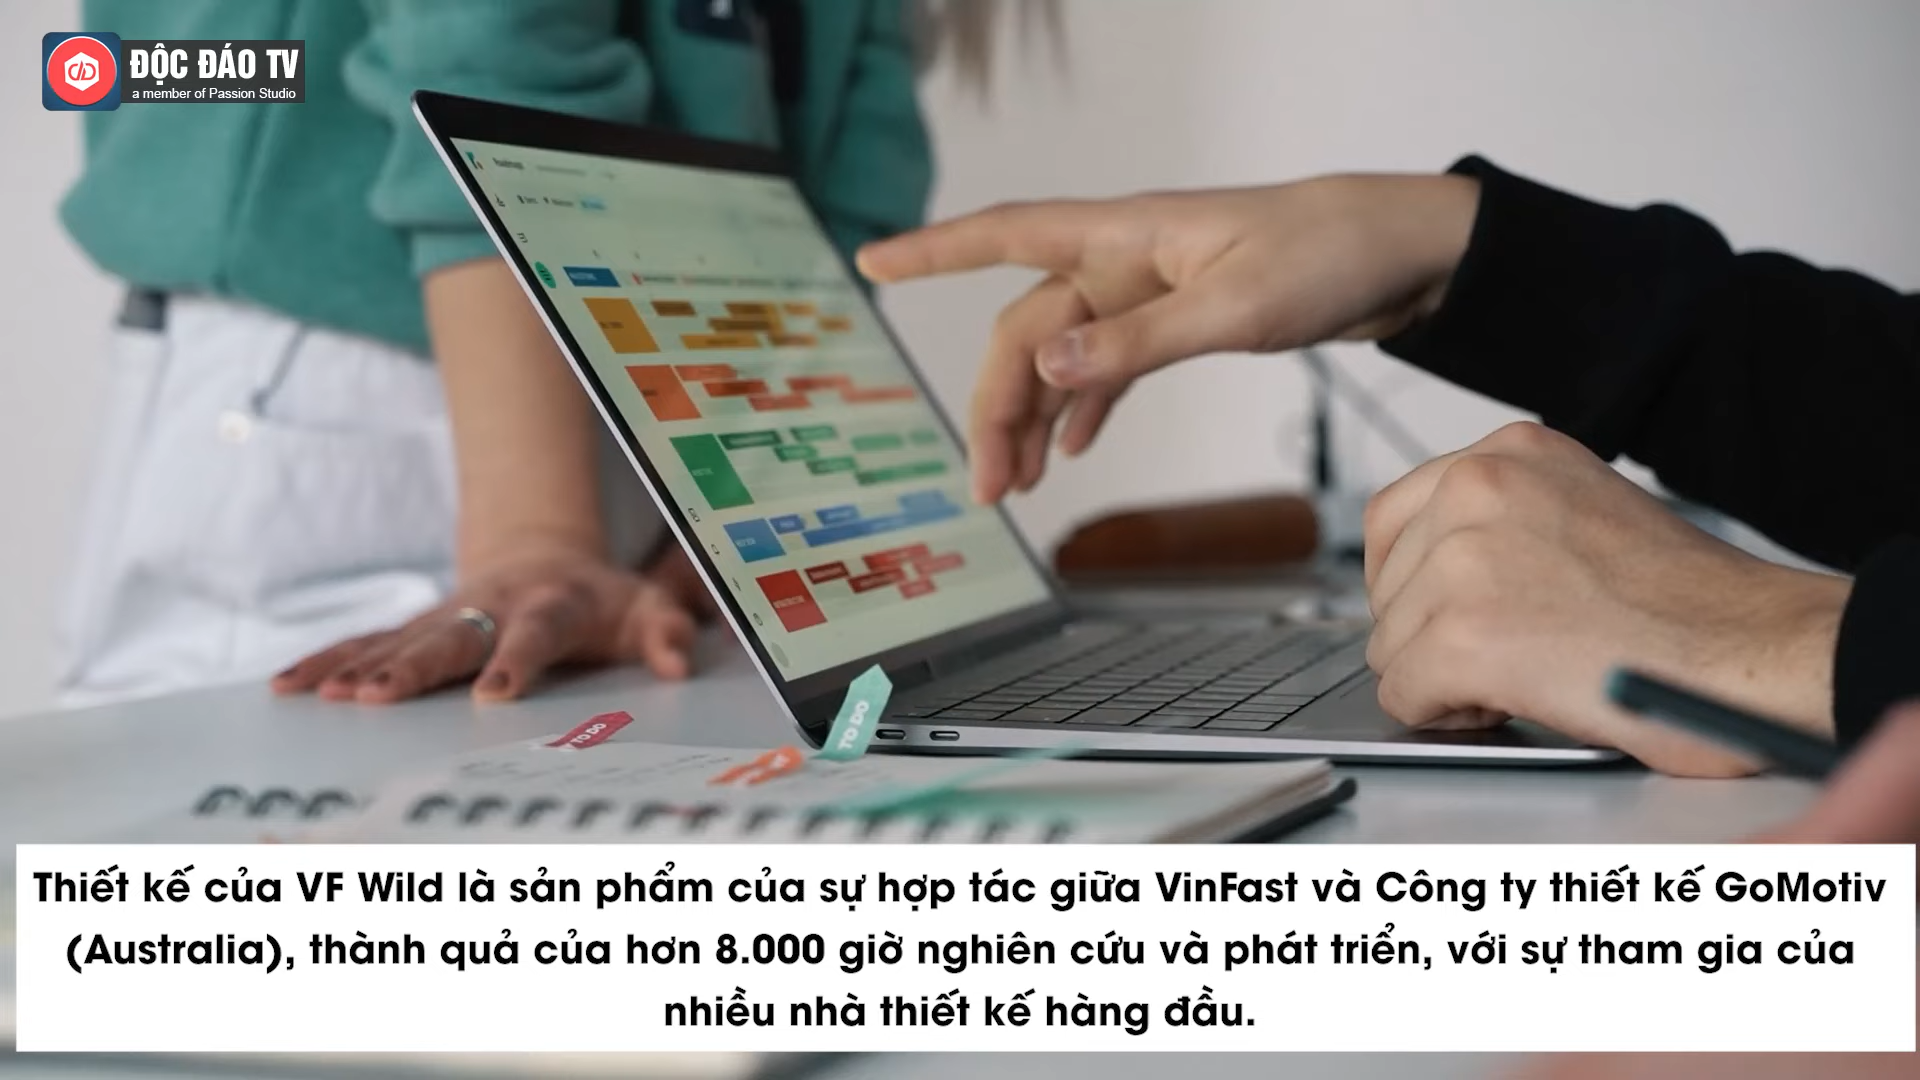 ĐỘC ĐÁO TV
a member of Passion Studio
TO DO
TO DO
Thiết kế của VF Wild là sản phẩm của sự hợp tác giữa VinFast và Công ty thiết kế GoMotiv
(Australia), thành quả của hơn 8.000 giờ nghiên cứu và phát triển, với sự tham gia của
nhiều nhà thiết kế hàng đầu.